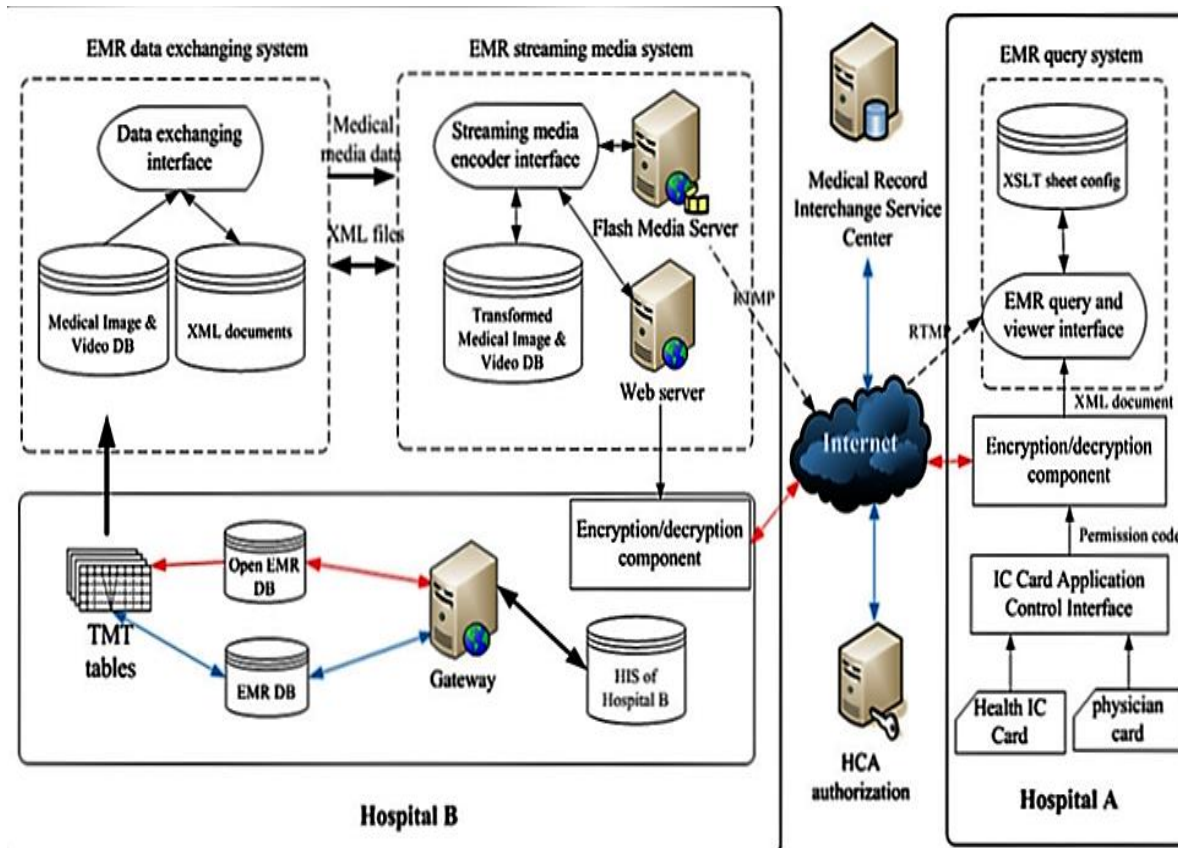 EMR data exchanging system
Data exchanging
interface
Medical Image &
Video DB
XML documents
Medical
media data
XML files
EMR streaming media system
Streaming media
encoder interface
Flash Media Server
Transformed
Medical Image &
Video DB
Web server
RTMP
Medical Record
Interchange Service
Center
Internet
RTMP
HCA
authorization
EMR query system
XSLT sheet config
EMR query and
viewer interface
XML document
Encryption/decryption
component
Permission code
IC Card Application
Control Interface
Health IC
Card
physician
card
Hospital A
Encryption/decryption
component
TMT
tables
Open EMR
DB
EMR DB
Gateway
HIS of
Hospital B
Hospital B